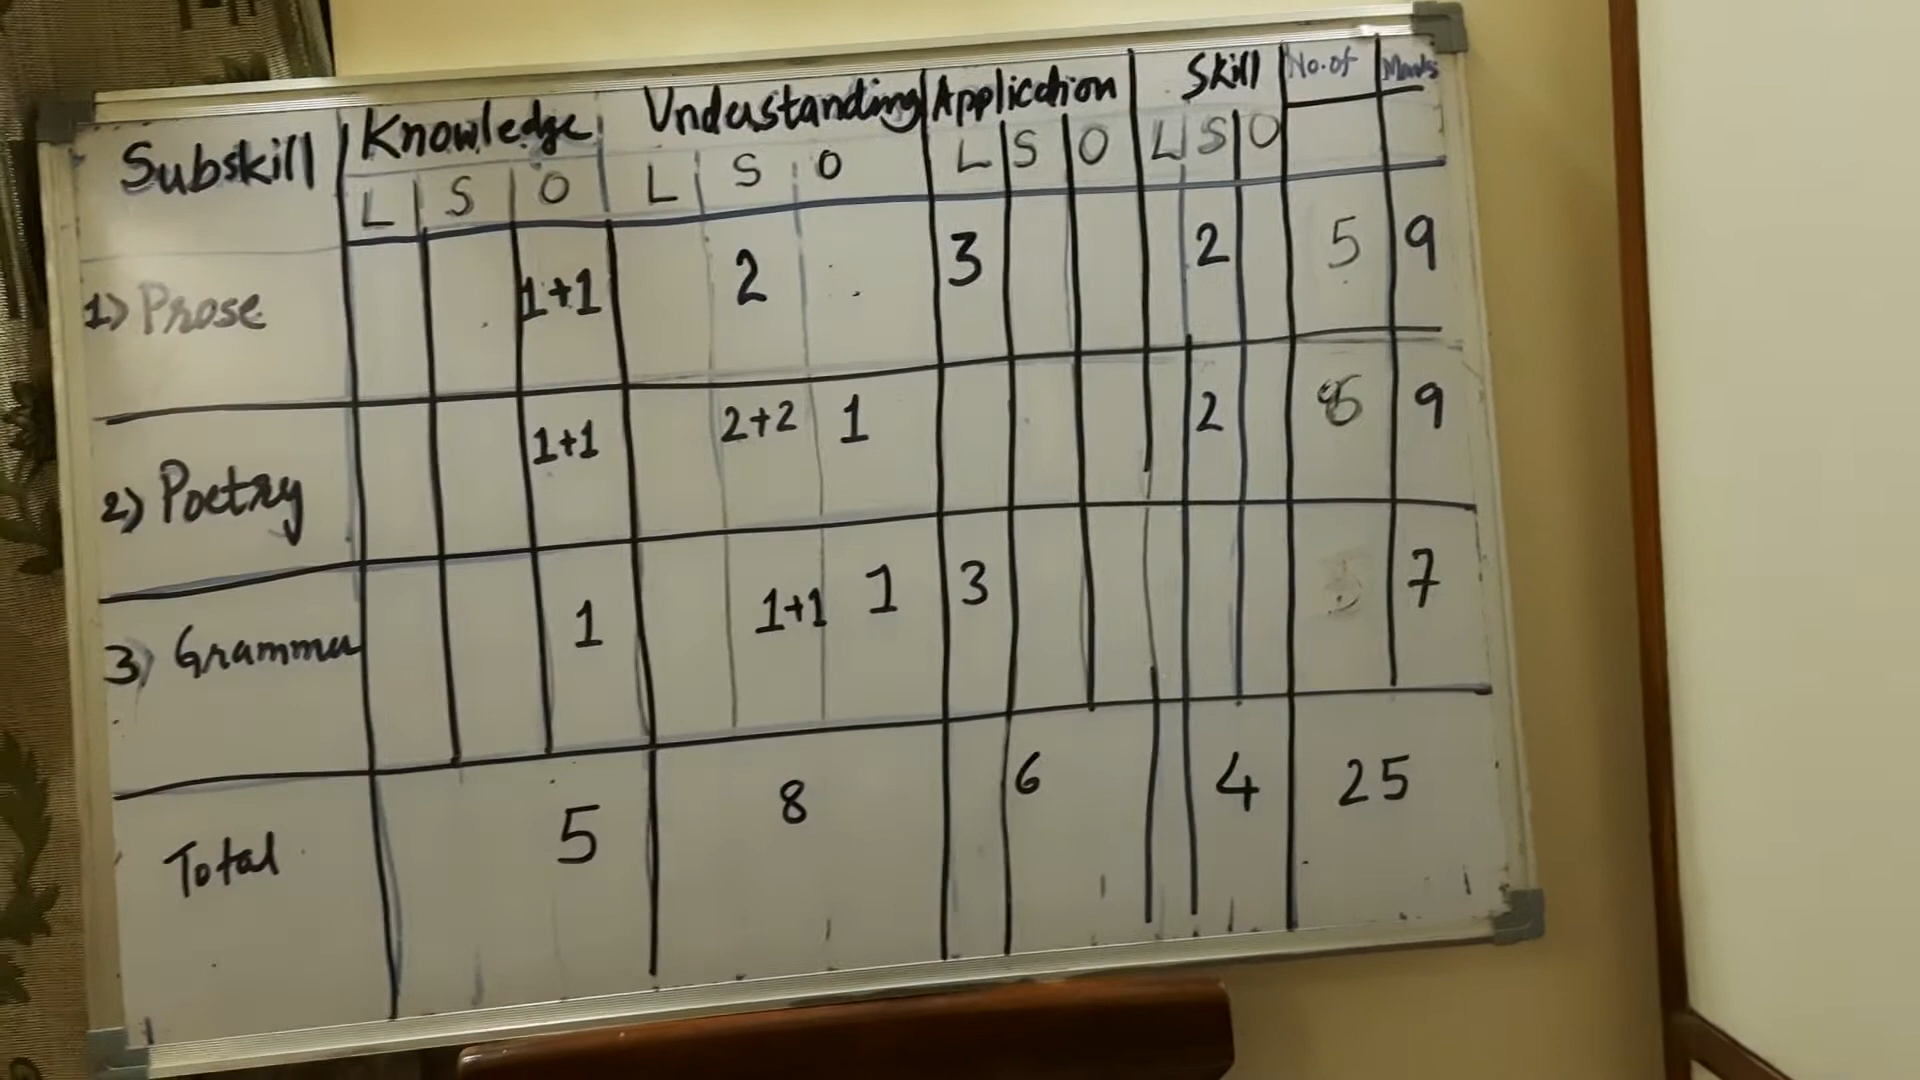 Subskill Knowledge Understanding Application Skill No.of Marks
L S O L S O L S O L S O
1) Prose 1+1 2 3 2 5 9
2) Poetry 1+1 2+2 1 2 9
3) Gramma 1 1+1 1 3 7
Total 5 8 6 4 25